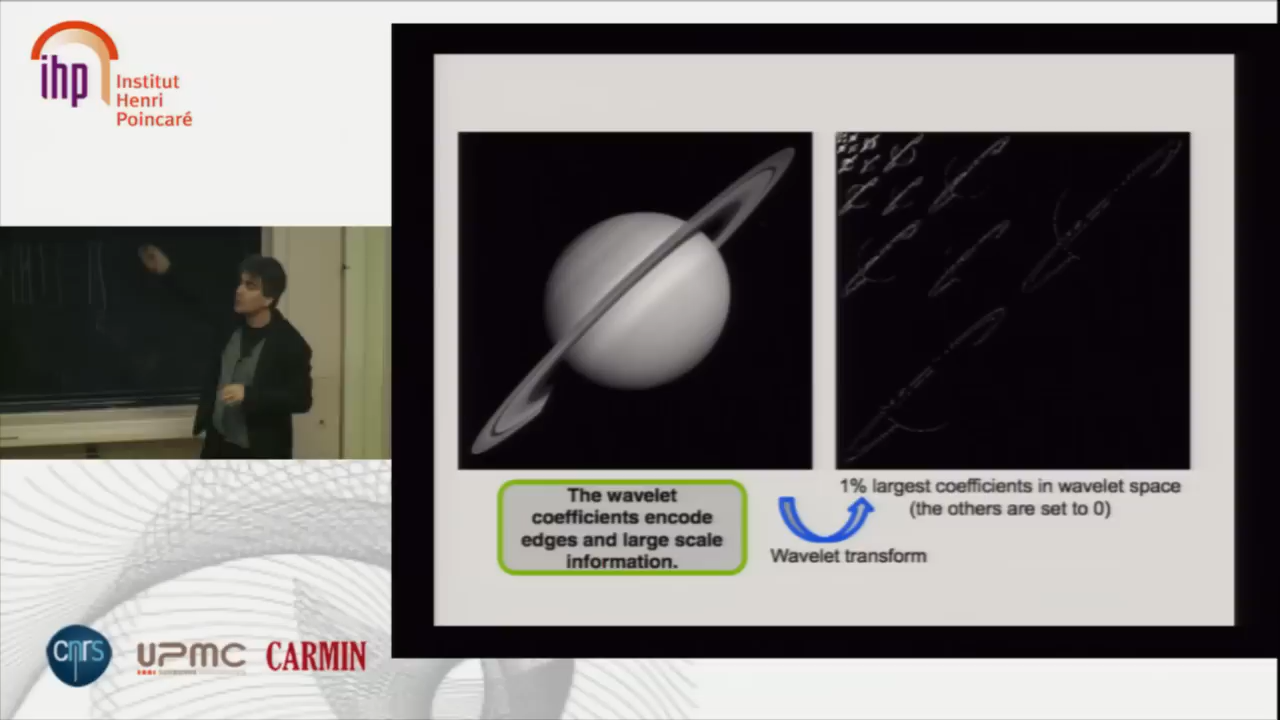 ihp
Institut
Henri
Poincaré
The wavelet
coefficients encode
edges and large scale
information.
1% largest coefficients in wavelet space
(the others are set to 0)
Wavelet transform
cnrs
UPMC
CARMIN